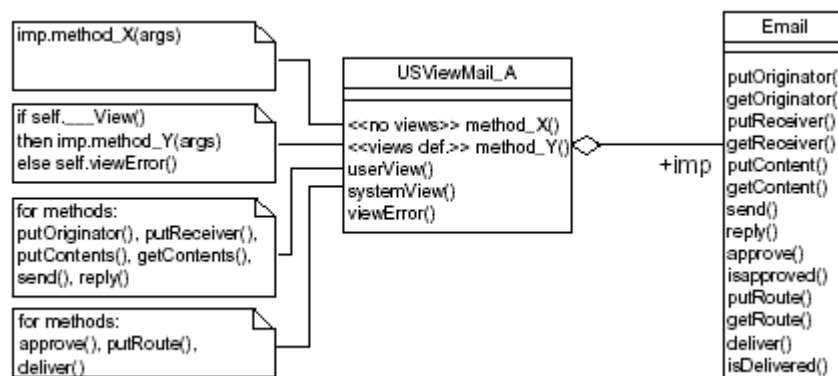 imp.method_X(args)
if self.___View()
then imp.method_Y(args)
else self.viewError()
for methods:
putOriginator(), putReceiver(),
putContents(), getContents(),
send(), reply()
for methods:
approve(), putRoute(),
deliver()
USViewMail_A
<<no views>> method_X()
<<views def.>> method_Y()
userView()
systemView()
viewError()
+imp
Email
putOriginator(
getOriginator(
putReceiver()
getReceiver()
putContent()
getContent()
send()
reply()
approve()
isapproved()
putRoute()
getRoute()
deliver()
isDelivered()